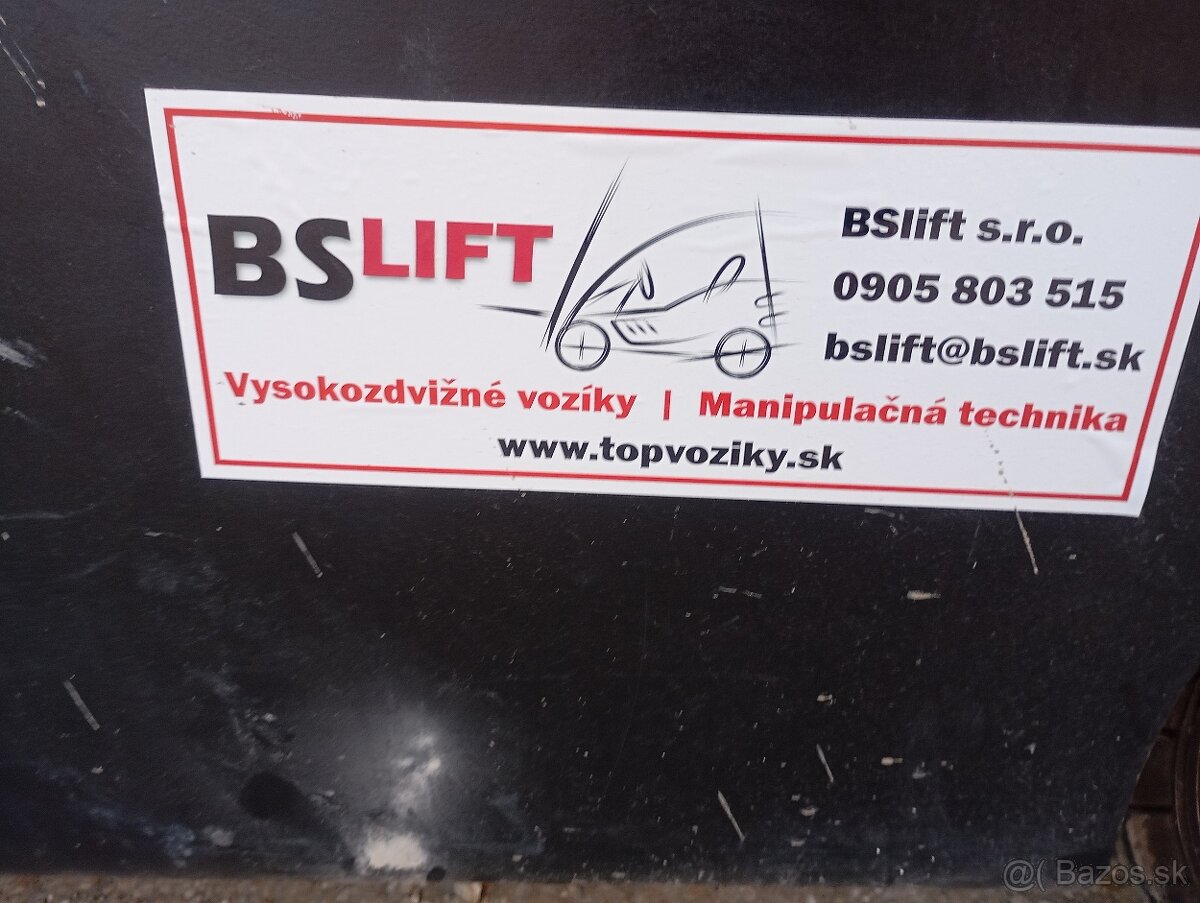 BSLIFT
BSlift s.r.o.
0905 803 515
bslift@bslift.sk
Vysokozdvižné vozíky | Manipulačná technika
www.topvoziky.sk
@( Bazos.sk